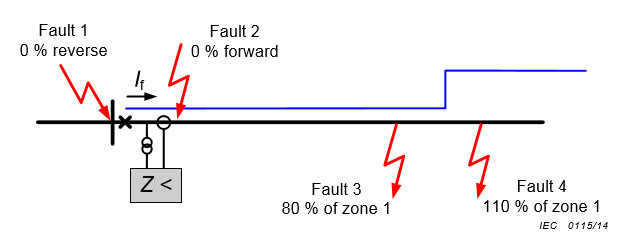 Fault 1
0 % reverse
Fault 2
0 % forward
If
Z <
Fault 3
80 % of zone 1
Fault 4
110 % of zone 1
IEC 0115/14